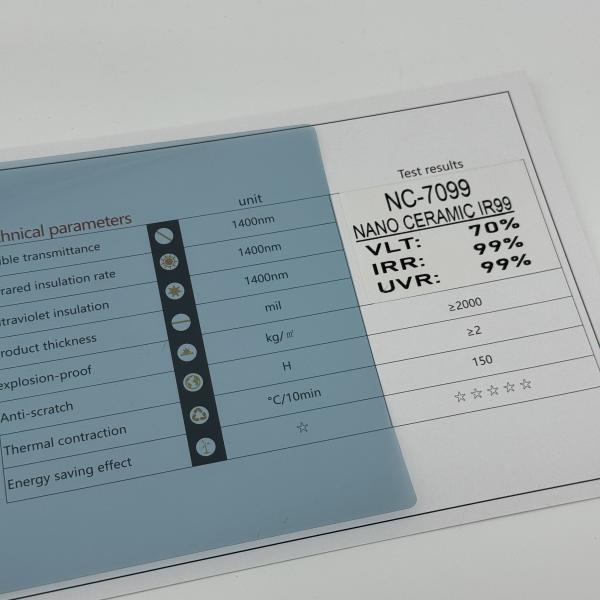 Test results
hnical parameters
unit
NC-7099
NANO CERAMIC IR99
VLT: 70%
IRR: 99%
UVR: 99%
ible transmittance
1400nm
rared insulation rate
1400nm
traviolet insulation
1400nm
roduct thickness
mil
explosion-proof
kg/㎡
≥2000
Anti-scratch
H
≥2
Thermal contraction
°C/10min
150
Energy saving effect
☆
☆☆☆☆☆